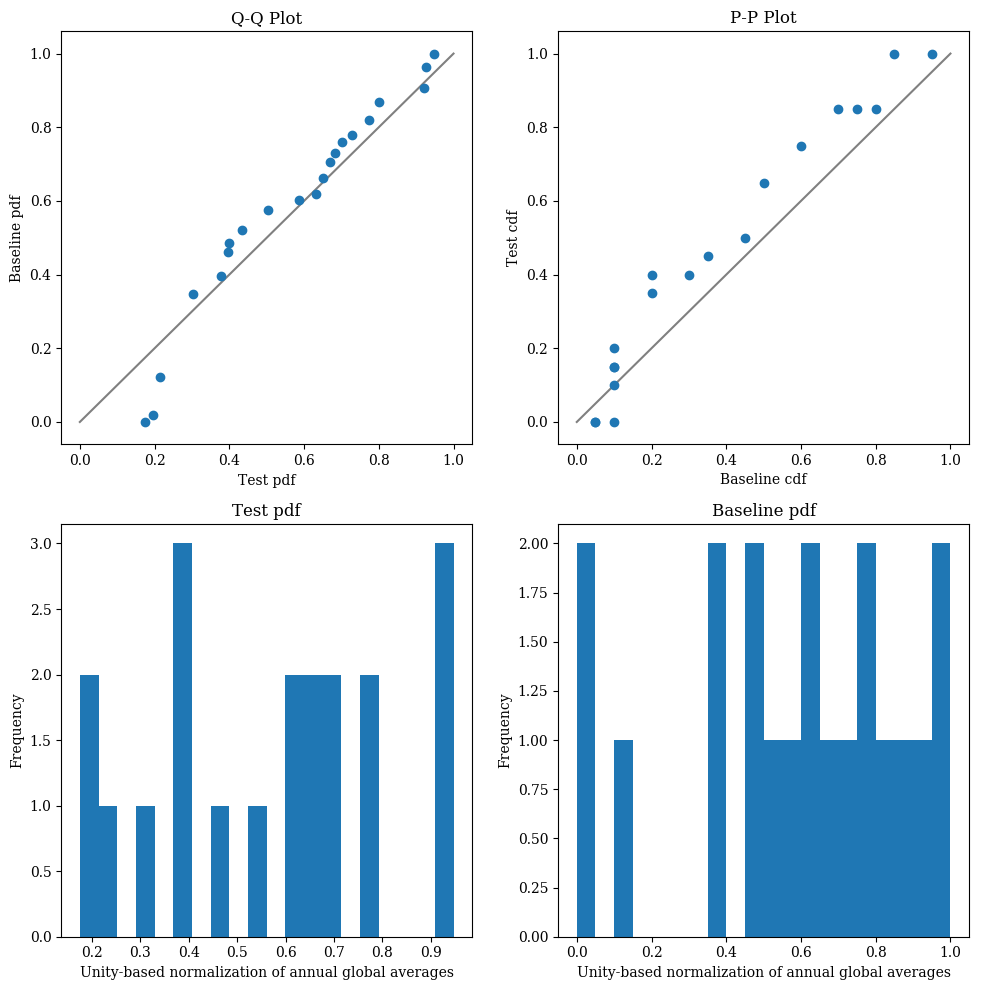 Q-Q Plot
1.0
0.8
0.6
0.4
0.2
0.0
Baseline pdf
0.0 0.2 0.4 0.6 0.8 1.0
Test pdf
P-P Plot
1.0
0.8
0.6
0.4
0.2
0.0
Test cdf
0.0 0.2 0.4 0.6 0.8 1.0
Baseline cdf
Test pdf
3.0
2.5
2.0
1.5
1.0
0.5
0.0
Frequency
0.2 0.3 0.4 0.5 0.6 0.7 0.8 0.9
Unity-based normalization of annual global averages
Baseline pdf
2.00
1.75
1.50
1.25
1.00
0.75
0.50
0.25
0.00
Frequency
0.0 0.2 0.4 0.6 0.8 1.0
Unity-based normalization of annual global averages